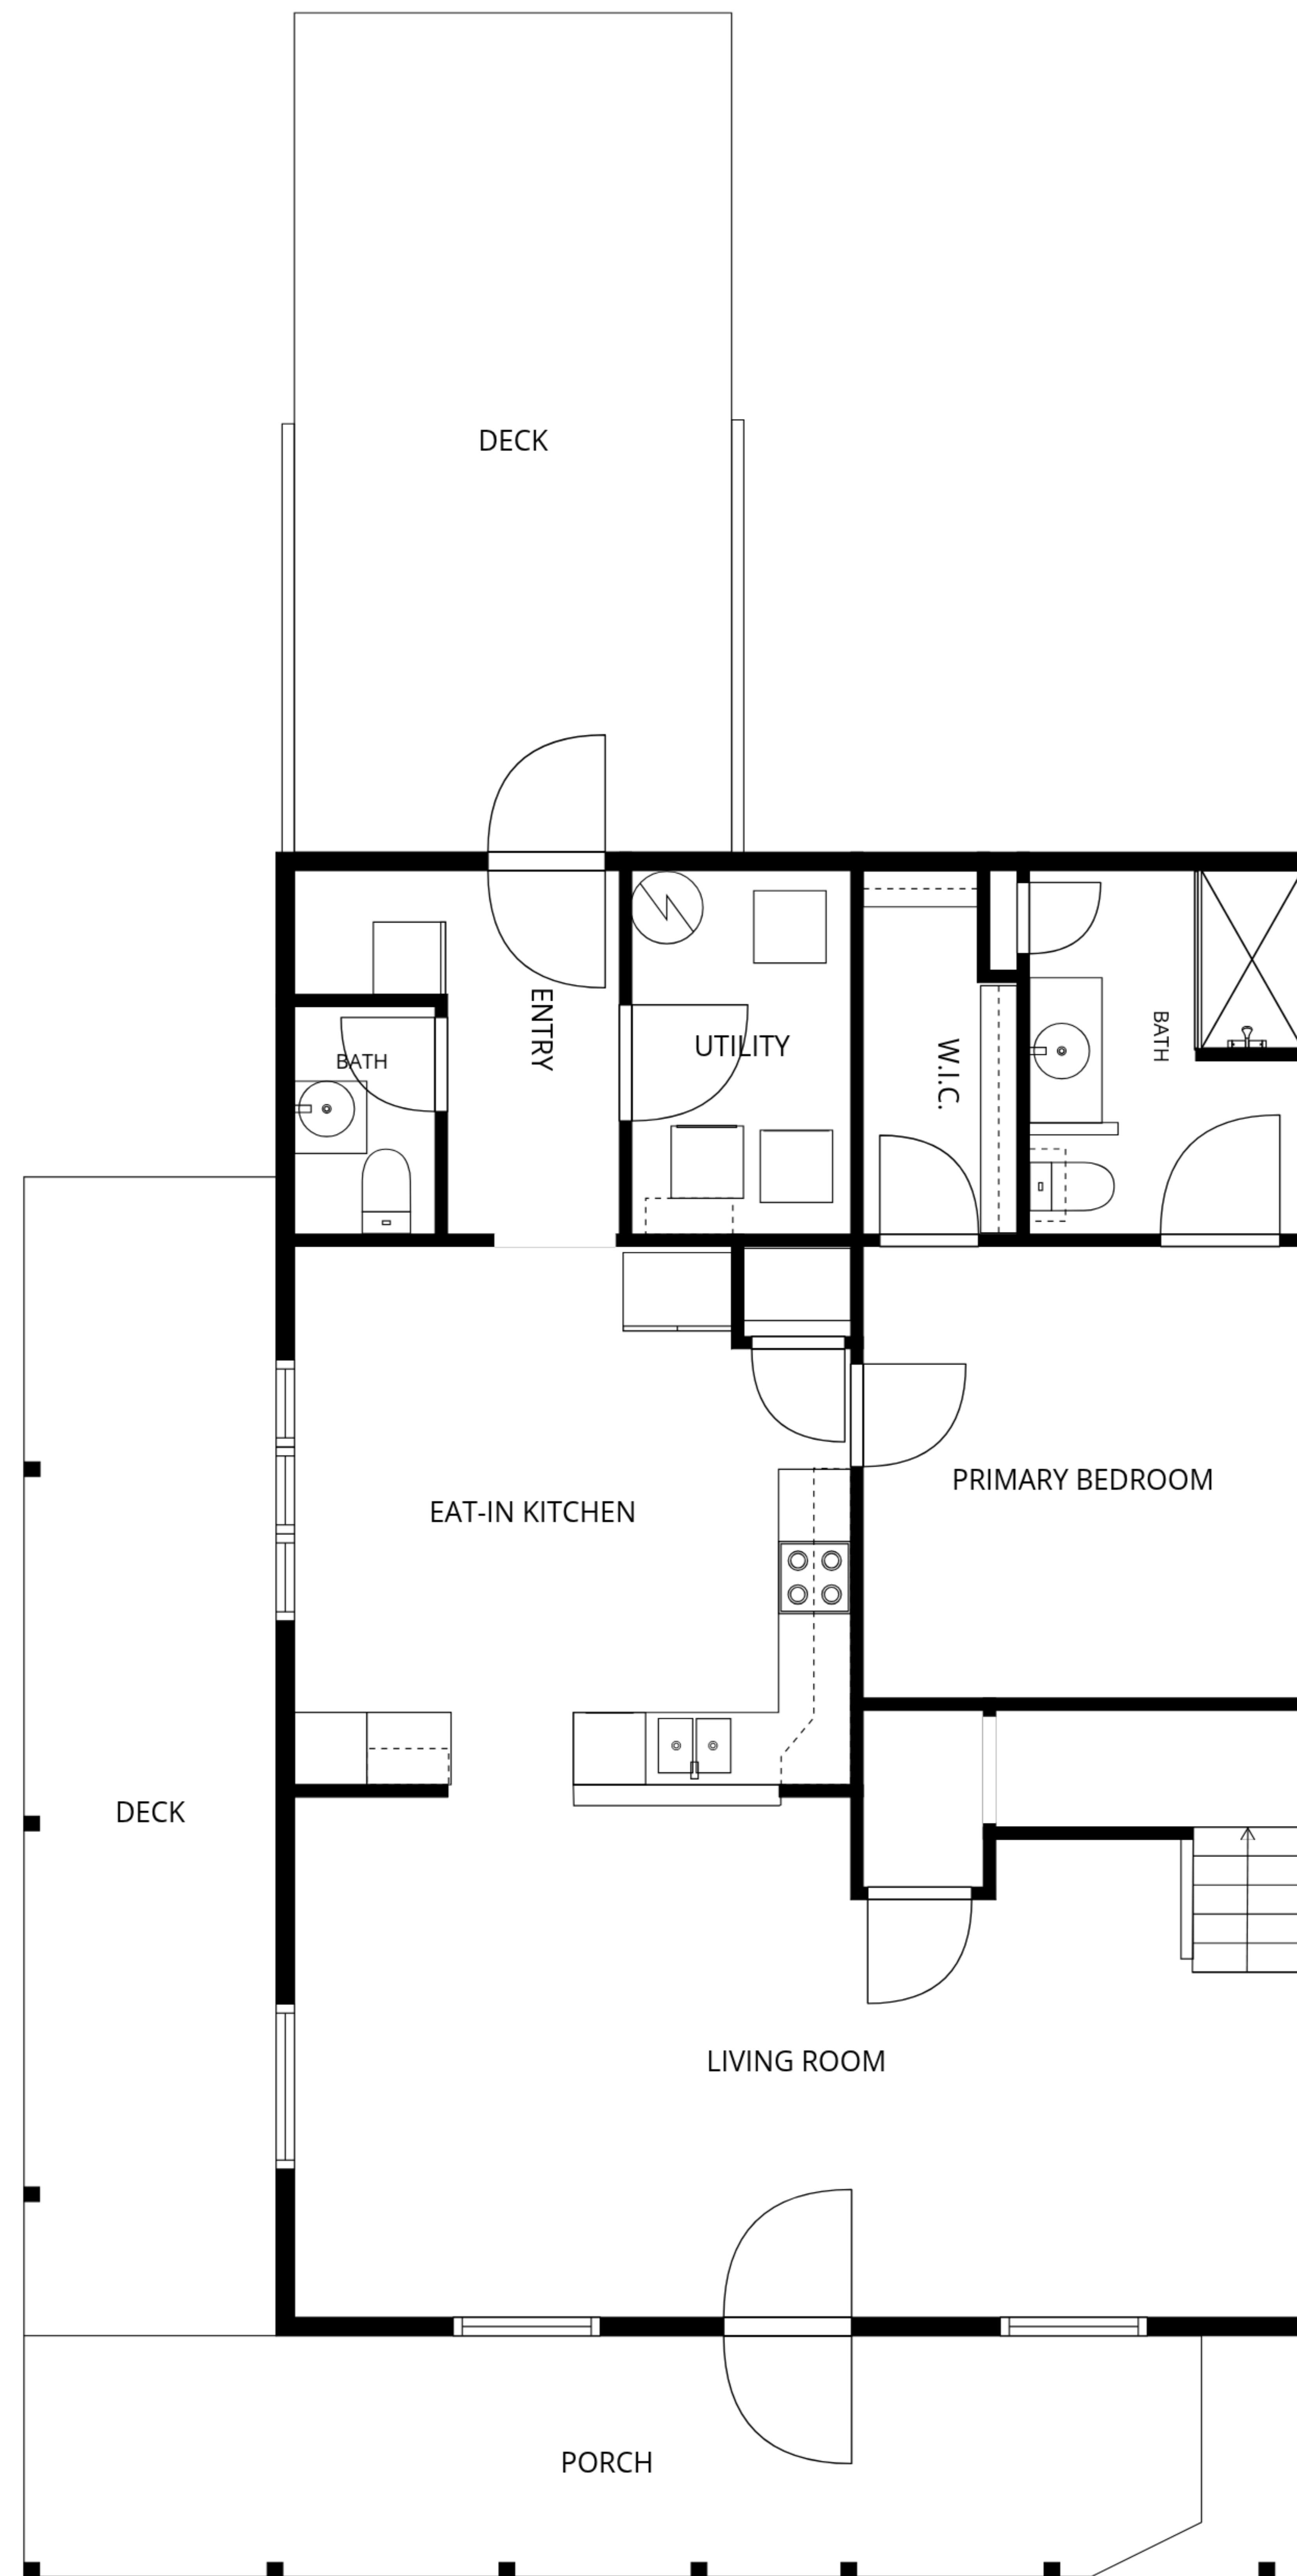 DECK
ENTRY
UTILITY
BATH
W.I.C.
BATH
EAT-IN KITCHEN
PRIMARY BEDROOM
DECK
LIVING ROOM
PORCH